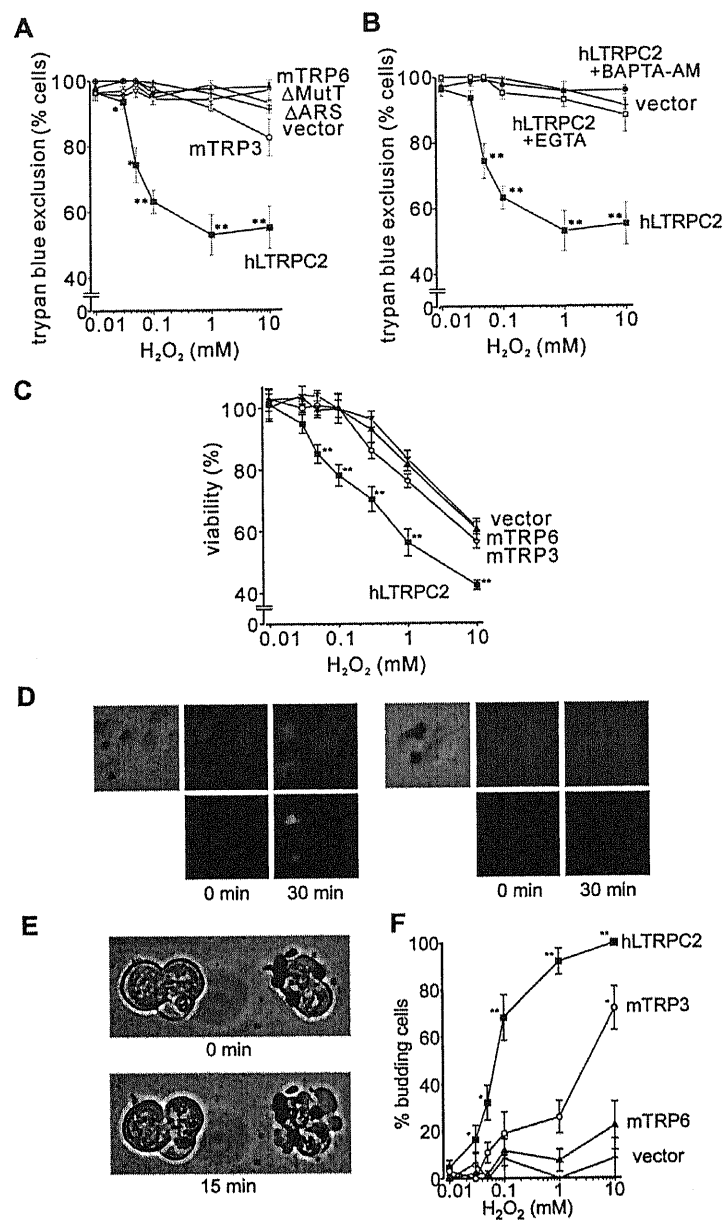 A
trypan blue exclusion (% cells)
100
80
60
40
0
0.01
0.1
1
10
H₂O₂ (mM)
mTRP6
ΔMutT
ΔARS
vector
mTRP3
hLTRPC2
*
*
**
**
**
B
trypan blue exclusion (% cells)
100
80
60
40
0
0.01
0.1
1
10
H₂O₂ (mM)
hLTRPC2
+BAPTA-AM
vector
hLTRPC2
+EGTA
hLTRPC2
**
**
**
**
C
viability (%)
100
80
60
40
0
0.01
0.1
1
10
H₂O₂ (mM)
vector
mTRP6
mTRP3
hLTRPC2
**
**
**
**
**
D
0 min
30 min
0 min
30 min
E
0 min
15 min
F
% budding cells
100
80
60
40
20
0
0.01
0.1
1
10
H₂O₂ (mM)
hLTRPC2
mTRP3
mTRP6
vector
*
*
**
**
**
*